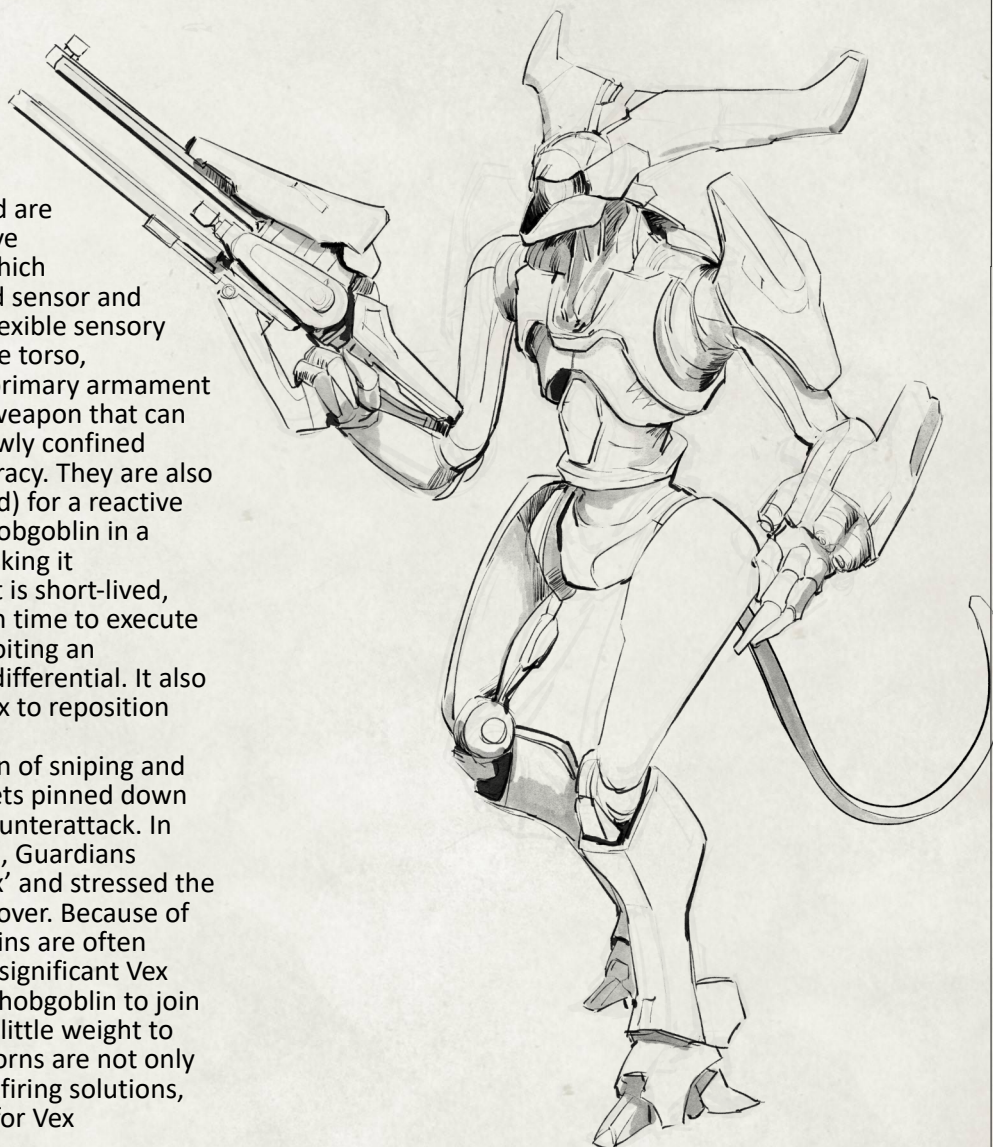 d are
ve
hich
d sensor and
exible sensory
e torso,
primary armament
weapon that can
wly confined
racy. They are also
d) for a reactive
obgoblin in a
king it
t is short-lived,
n time to execute
biting an
differential. It also
x to reposition
n of sniping and
ets pinned down
unterattack. In
, Guardians
x’ and stressed the
over. Because of
ins are often
significant Vex
hobgoblin to join
little weight to
orns are not only
firing solutions,
for Vex